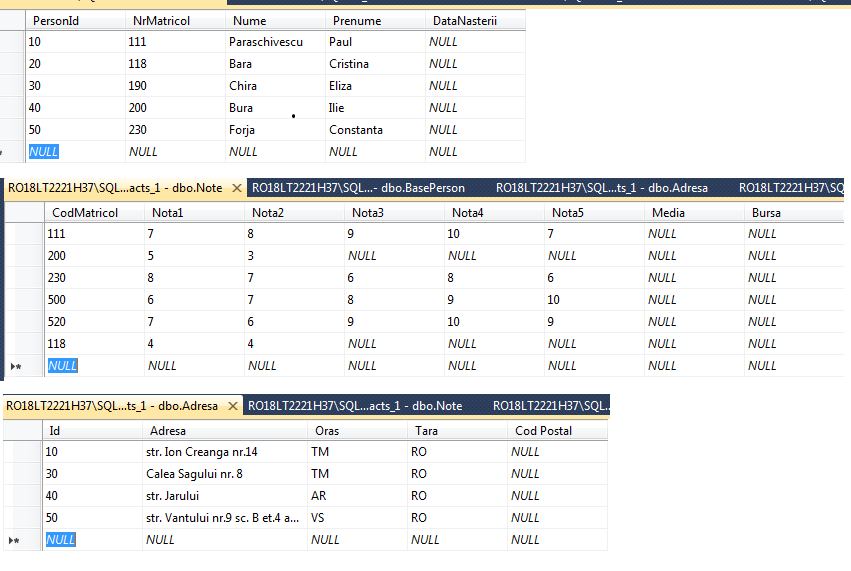 PersonId NrMatricol Nume Prenume DataNasterii
10 111 Paraschivescu Paul NULL
20 118 Bara Cristina NULL
30 190 Chira Eliza NULL
40 200 Bura Ilie NULL
50 230 Forja Constanta NULL
NULL NULL NULL NULL NULL
RO18LT2221H37\SQL...acts_1 - dbo.Note RO18LT2221H37\SQL...- dbo.BasePerson RO18LT2221H37\SQL...ts_1 - dbo.Adresa RO18LT2221H37\SQ
CodMatricol Nota1 Nota2 Nota3 Nota4 Nota5 Media Bursa
111 7 8 9 10 7 NULL NULL
200 5 3 NULL NULL NULL NULL NULL
230 8 7 6 8 6 NULL NULL
500 6 7 8 9 10 NULL NULL
520 7 6 9 10 9 NULL NULL
118 4 4 NULL NULL NULL NULL NULL
NULL NULL NULL NULL NULL NULL NULL NULL
RO18LT2221H37\SQL...ts_1 - dbo.Adresa RO18LT2221H37\SQL...acts_1 - dbo.Note RO18LT2221H37\SQL..
Id Adresa Oras Tara Cod Postal
10 str. Ion Creanga nr.14 TM RO NULL
30 Calea Sagului nr. 8 TM RO NULL
40 str. Jarului AR RO NULL
50 str. Vantului nr.9 sc. B et.4 a... VS RO NULL
NULL NULL NULL NULL NULL